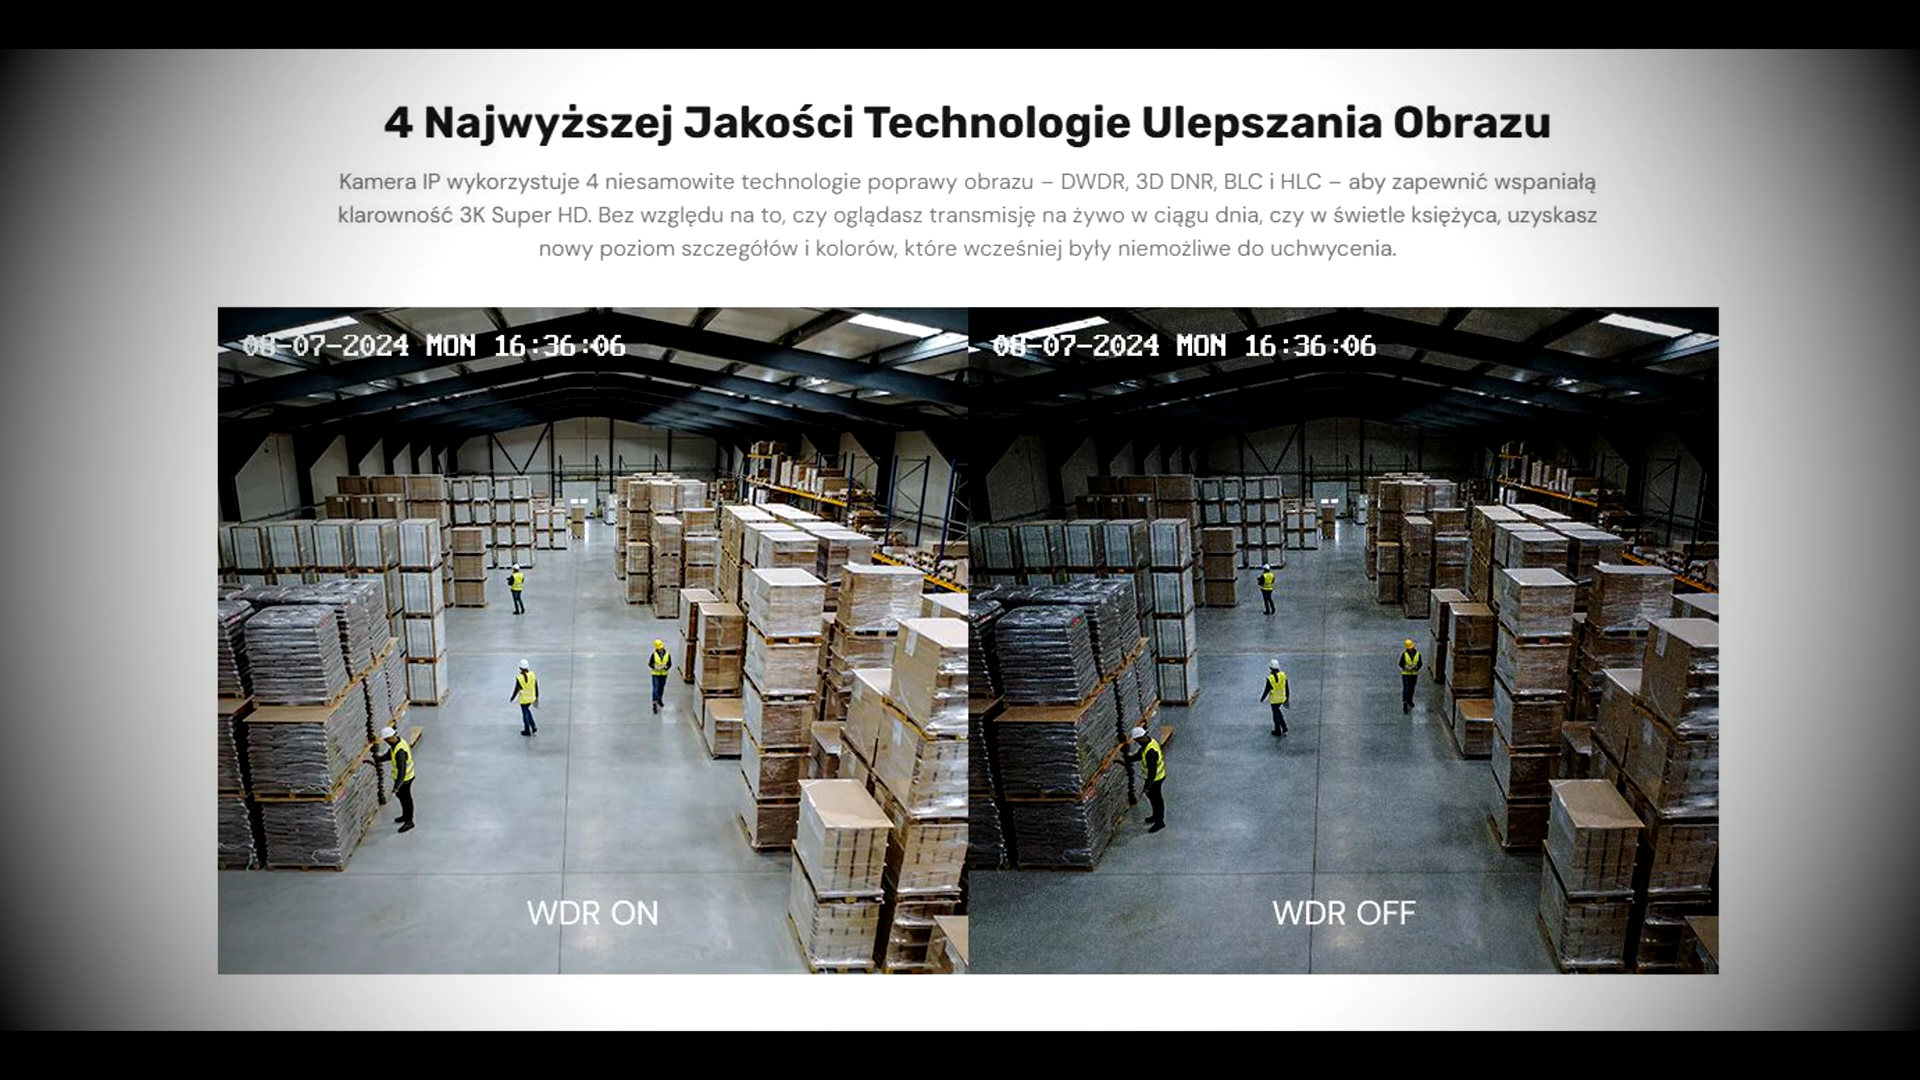 4 Najwyższej Jakości Technologie Ulepszania Obrazu
Kamera IP wykorzystuje 4 niesamowite technologie poprawy obrazu – DWDR, 3D DNR, BLC i HLC – aby zapewnić wspaniałą
klarowność 3K Super HD. Bez względu na to, czy oglądasz transmisję na żywo w ciągu dnia, czy w świetle księżyca, uzyskasz
nowy poziom szczegółów i kolorów, które wcześniej były niemożliwe do uchwycenia.
08-07-2024 MON 16:36:06
08-07-2024 MON 16:36:06
WDR ON
WDR OFF